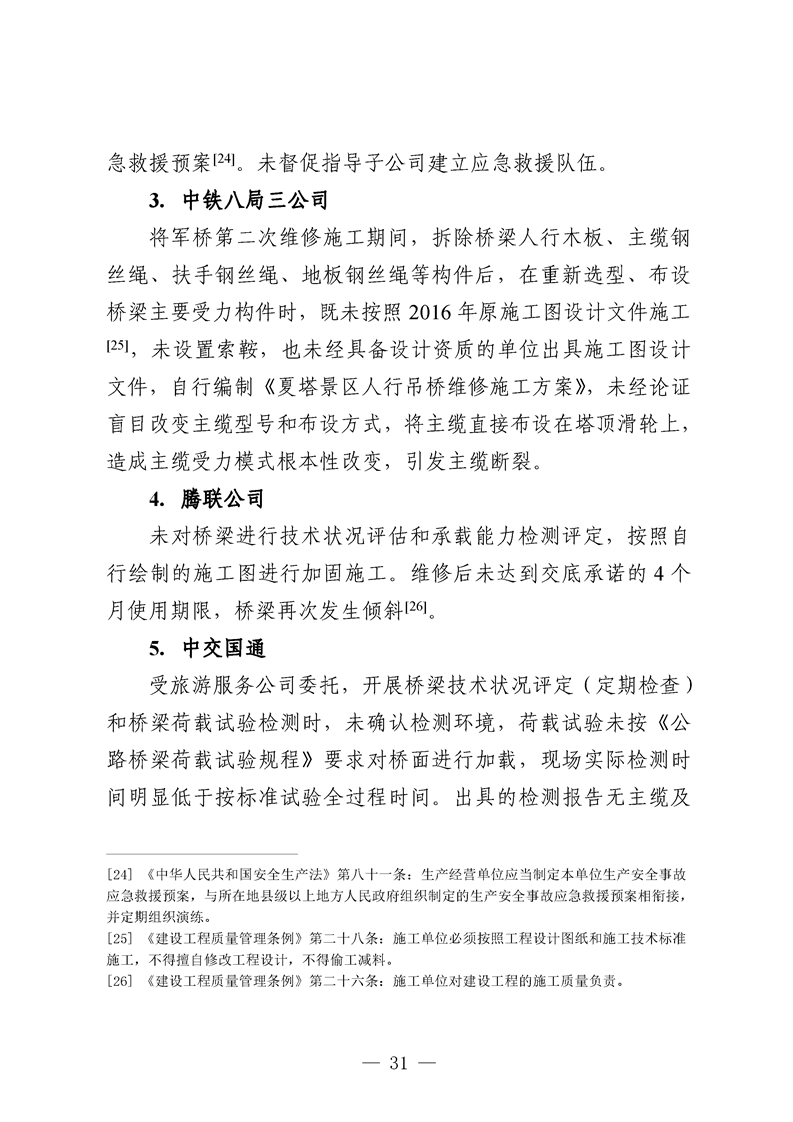 急救援预案[24]。未督促指导子公司建立应急救援队伍。
3. 中铁八局三公司
将军桥第二次维修施工期间，拆除桥梁人行木板、主缆钢
丝绳、扶手钢丝绳、地板钢丝绳等构件后，在重新选型、布设
桥梁主要受力构件时，既未按照 2016 年原施工图设计文件施工
[25]，未设置索鞍，也未经具备设计资质的单位出具施工图设计
文件，自行编制《夏塔景区人行吊桥维修施工方案》，未经论证
盲目改变主缆型号和布设方式，将主缆直接布设在塔顶滑轮上，
造成主缆受力模式根本性改变，引发主缆断裂。
4. 腾联公司
未对桥梁进行技术状况评估和承载能力检测评定，按照自
行绘制的施工图进行加固施工。维修后未达到交底承诺的 4 个
月使用期限，桥梁再次发生倾斜[26]。
5. 中交国通
受旅游服务公司委托，开展桥梁技术状况评定（定期检查）
和桥梁荷载试验检测时，未确认检测环境，荷载试验未按《公
路桥梁荷载试验规程》要求对桥面进行加载，现场实际检测时
间明显低于按标准试验全过程时间。出具的检测报告无主缆及
[24] 《中华人民共和国安全生产法》第八十一条：生产经营单位应当制定本单位生产安全事故
应急救援预案，与所在地县级以上地方人民政府组织制定的生产安全事故应急救援预案相衔接，
并定期组织演练。
[25] 《建设工程质量管理条例》第二十八条：施工单位必须按照工程设计图纸和施工技术标准
施工，不得擅自修改工程设计，不得偷工减料。
[26] 《建设工程质量管理条例》第二十六条：施工单位对建设工程的施工质量负责。
— 31 —